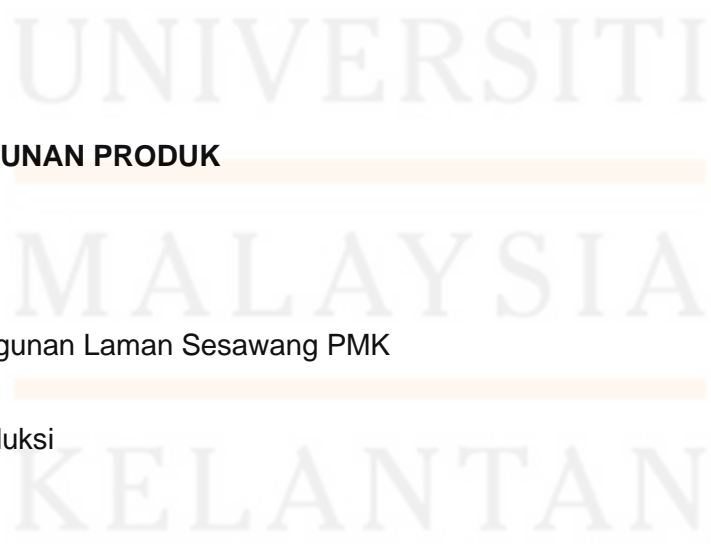 UNIVERSITI
UNAN PRODUK
MALAYSIA
gunan Laman Sesawang PMK
luksi
KELANTAN